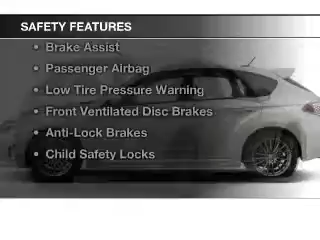 SAFETY FEATURES
• Brake Assist
• Passenger Airbag
• Low Tire Pressure Warning
• Front Ventilated Disc Brakes
• Anti-Lock Brakes
• Child Safety Locks